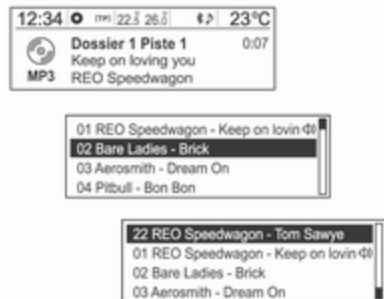 12:34 22.5 26.0 23°C
Dossier 1 Piste 1 0:07
Keep on loving you
MP3 REO Speedwagon
01 REO Speedwagon - Keep on lovin
02 Bare Ladies - Brick
03 Aerosmith - Dream On
04 Pitbull - Bon Bon
22 REO Speedwagon - Tom Sawye
01 REO Speedwagon - Keep on lovin
02 Bare Ladies - Brick
03 Aerosmith - Dream On